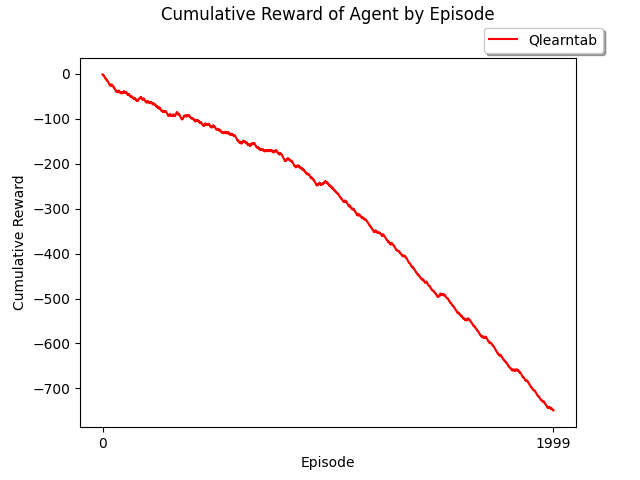 Cumulative Reward of Agent by Episode
Qlearntab
0
−100
−200
−300
−400
−500
−600
−700
Cumulative Reward
0
1999
Episode